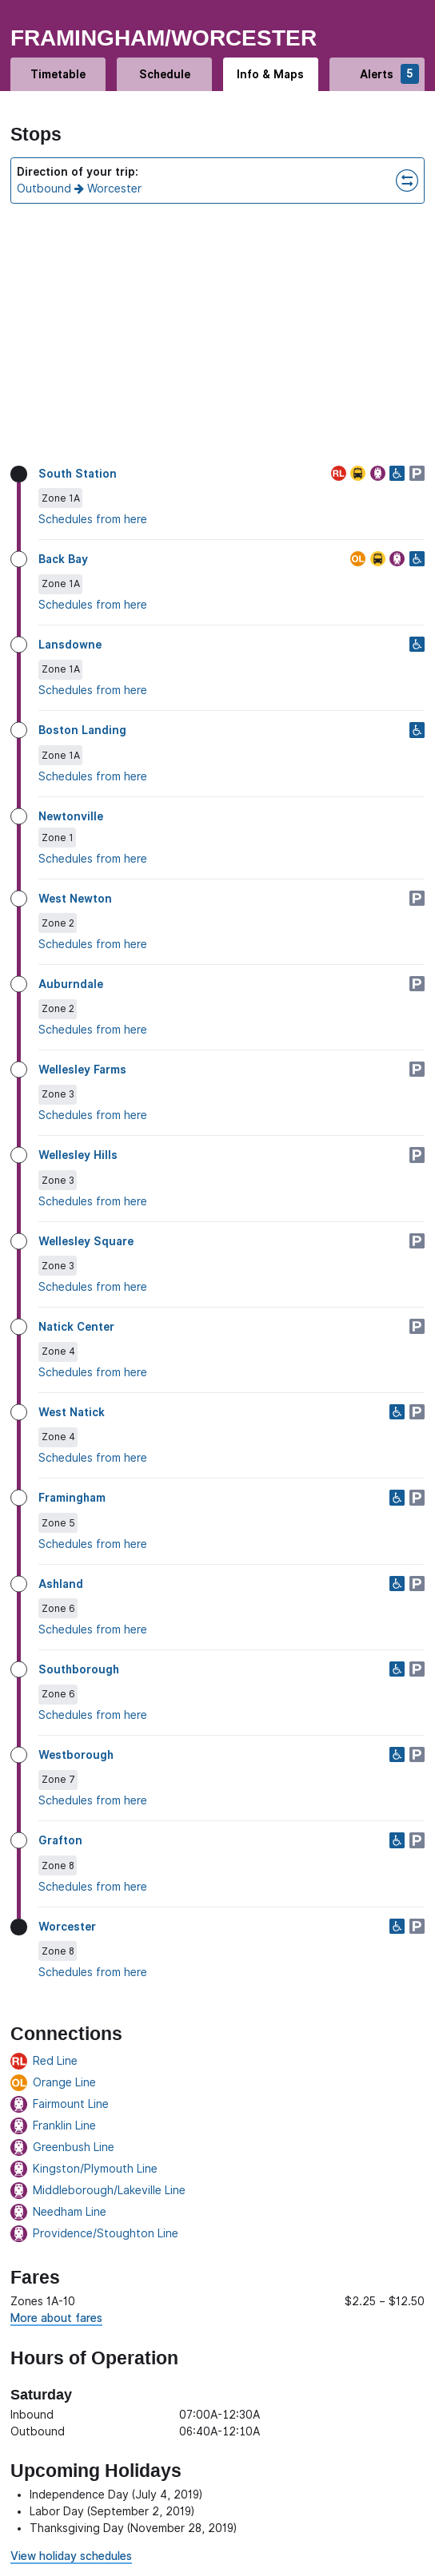 FRAMINGHAM/WORCESTER
Timetable Schedule Info & Maps Alerts 5
Stops
Direction of your trip:
Outbound → Worcester
South Station RL P
Zone 1A
Schedules from here
Back Bay OL
Zone 1A
Schedules from here
Lansdowne
Zone 1A
Schedules from here
Boston Landing
Zone 1A
Schedules from here
Newtonville
Zone 1
Schedules from here
West Newton P
Zone 2
Schedules from here
Auburndale P
Zone 2
Schedules from here
Wellesley Farms P
Zone 3
Schedules from here
Wellesley Hills P
Zone 3
Schedules from here
Wellesley Square P
Zone 3
Schedules from here
Natick Center P
Zone 4
Schedules from here
West Natick P
Zone 4
Schedules from here
Framingham P
Zone 5
Schedules from here
Ashland P
Zone 6
Schedules from here
Southborough P
Zone 6
Schedules from here
Westborough P
Zone 7
Schedules from here
Grafton P
Zone 8
Schedules from here
Worcester P
Zone 8
Schedules from here
Connections
RL Red Line
OL Orange Line
Fairmount Line
Franklin Line
Greenbush Line
Kingston/Plymouth Line
Middleborough/Lakeville Line
Needham Line
Providence/Stoughton Line
Fares
Zones 1A-10 $2.25 – $12.50
More about fares
Hours of Operation
Saturday
Inbound 07:00A-12:30A
Outbound 06:40A-12:10A
Upcoming Holidays
• Independence Day (July 4, 2019)
• Labor Day (September 2, 2019)
• Thanksgiving Day (November 28, 2019)
View holiday schedules